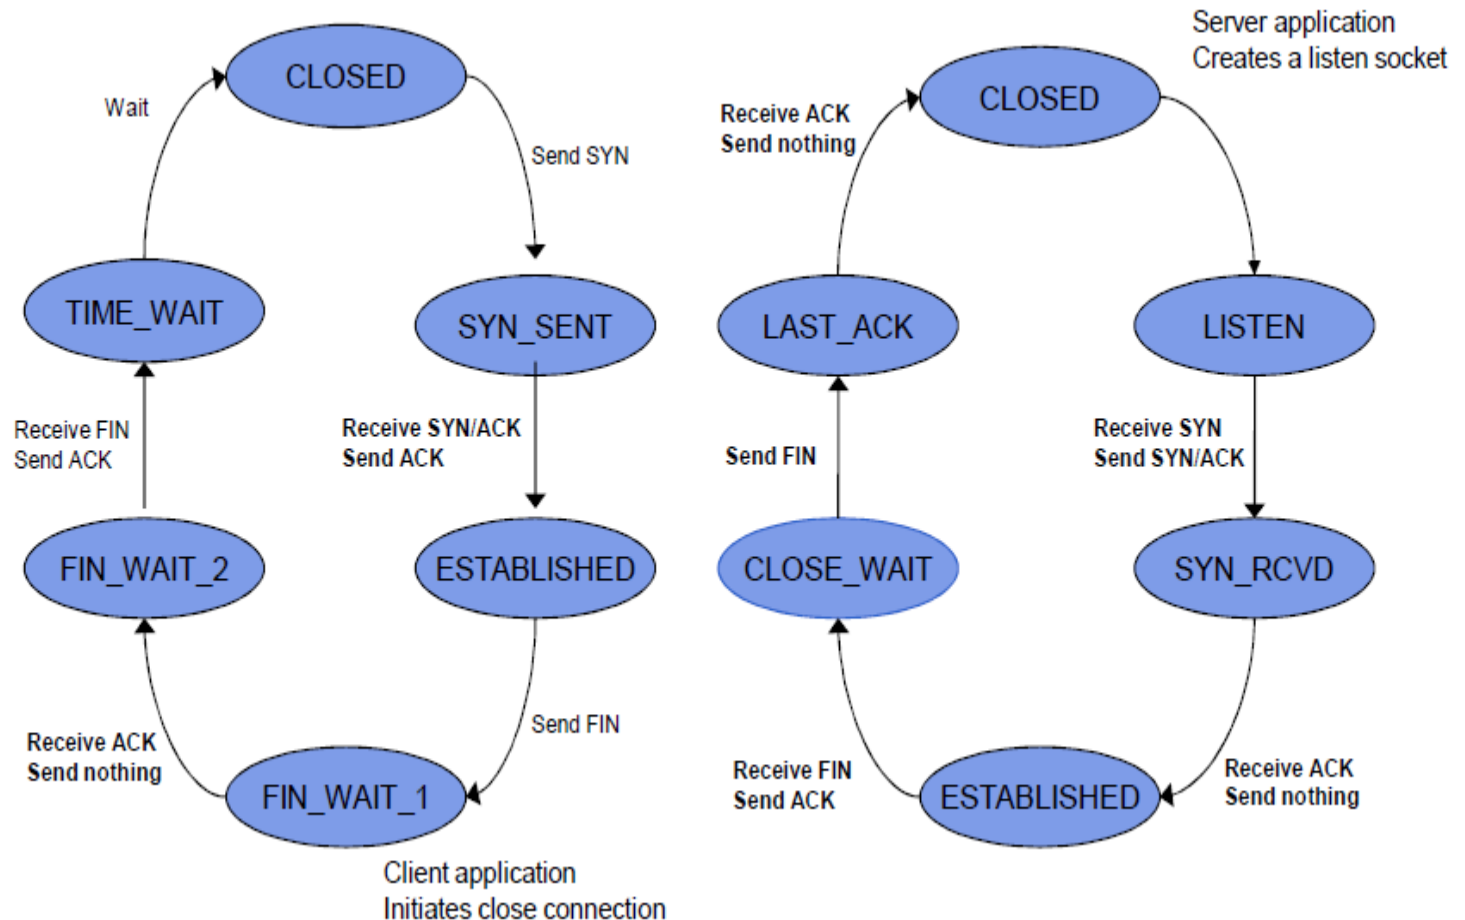 CLOSED
Wait
Send SYN
TIME_WAIT
SYN_SENT
Receive FIN
Send ACK
Receive SYN/ACK
Send ACK
FIN_WAIT_2
ESTABLISHED
Receive ACK
Send nothing
Send FIN
FIN_WAIT_1
Client application
Initiates close connection
Server application
Creates a listen socket
CLOSED
Receive ACK
Send nothing
LAST_ACK
LISTEN
Send FIN
Receive SYN
Send SYN/ACK
CLOSE_WAIT
SYN_RCVD
Receive FIN
Send ACK
ESTABLISHED
Receive ACK
Send nothing